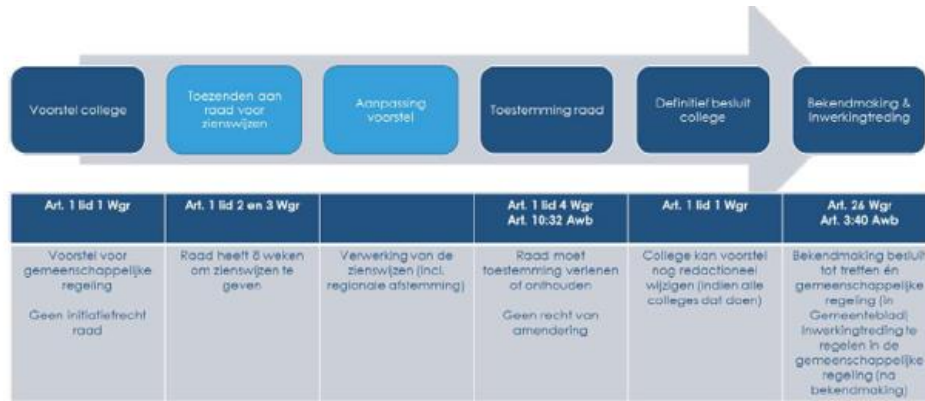 Voorstel college
Toezenden aan
raad voor
zienswijzen
Aanpassing
voorstel
Toestemming raad
Definitief besluit
college
Bekendmaking &
Inwerkingtreding
Art. 1 lid 1 Wgr
Art. 1 lid 2 en 3 Wgr
Art. 1 lid 4 Wgr
Art. 10:32 Awb
Art. 1 lid 1 Wgr
Art. 26 Wgr
Art. 3:40 Awb
Voorstel voor
gemeenschappelijke
regeling
Geen initiatiefrecht
raad
Raad heeft 8 weken
om zienswijzen te
geven
Verwerking van de
zienswijzen (incl.
regionale afstemming)
Raad moet
toestemming verlenen
of onthouden
Geen recht van
amendering
College kan voorstel
nog redactioneel
wijzigen (indien alle
colleges dat doen)
Bekendmaking besluit
tot treffen én
gemeenschappelijke
regeling (in
Gemeenteblad)
Inwerkingtreding te
regelen in de
gemeenschappelijke
regeling (na
bekendmaking)